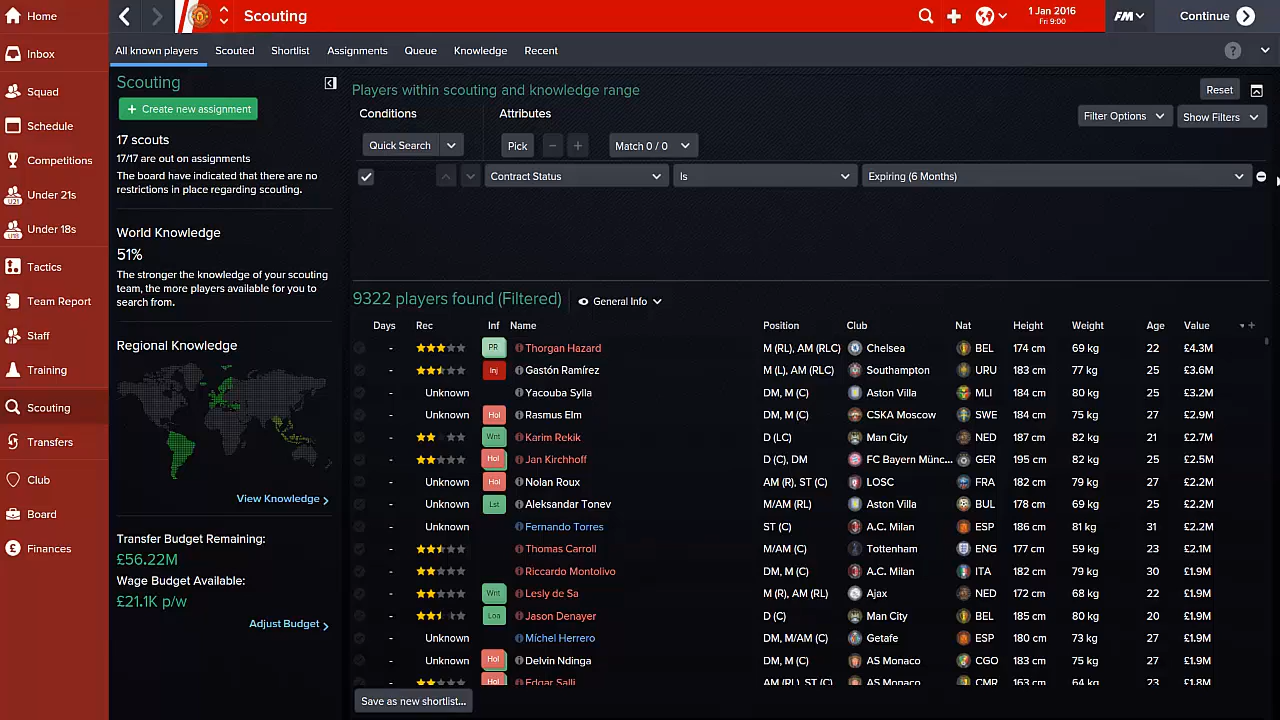 Home
Scouting
1 Jan 2016
Fri 9:00
FM
Continue
Inbox
Squad
Schedule
Competitions
Under 21s
Under 18s
Tactics
Team Report
Staff
Training
Scouting
Transfers
Club
Board
Finances
All known players
Scouted
Shortlist
Assignments
Queue
Knowledge
Recent
?
Scouting
+ Create new assignment
17 scouts
17/17 are out on assignments
The board have indicated that there are
no restrictions in place regarding scouting.
World Knowledge
51%
The stronger the knowledge of your scouting
team, the more players available for you to
search from.
Regional Knowledge
View Knowledge
Transfer Budget Remaining:
£56.22M
Wage Budget Available:
£21.1K p/w
Adjust Budget
Players within scouting and knowledge range
Reset
Conditions
Attributes
Filter Options
Show Filters
Quick Search
Pick
Match 0 / 0
Contract Status
Is
Expiring (6 Months)
9322 players found (Filtered)
General Info
Days Rec Inf Name Position Club Nat Height Weight Age Value
- PR Thorgan Hazard M (RL), AM (RLC) Chelsea BEL 174 cm 69 kg 22 £4.3M
- Inj Gastón Ramírez M (L), AM (RLC) Southampton URU 183 cm 77 kg 25 £3.6M
- Unknown Yacouba Sylla DM, M (C) Aston Villa MLI 184 cm 80 kg 25 £3.2M
- Unknown Hol Rasmus Elm DM, M (C) CSKA Moscow SWE 184 cm 75 kg 27 £2.9M
- Wnt Karim Rekik D (LC) Man City NED 187 cm 82 kg 21 £2.7M
- Hol Jan Kirchhoff D (C), DM FC Bayern Münc... GER 195 cm 82 kg 25 £2.5M
- Unknown Hol Nolan Roux AM (R), ST (C) LOSC FRA 182 cm 79 kg 27 £2.2M
- Unknown Lst Aleksandar Tonev M/AM (RL) Aston Villa BUL 178 cm 69 kg 25 £2.2M
- Unknown Fernando Torres ST (C) A.C. Milan ESP 186 cm 81 kg 31 £2.2M
- Thomas Carroll M/AM (C) Tottenham ENG 177 cm 59 kg 23 £2.1M
- Riccardo Montolivo DM, M (C) A.C. Milan ITA 182 cm 79 kg 30 £1.9M
- Wnt Lesly de Sa M (R), AM (RL) Ajax NED 172 cm 68 kg 22 £1.9M
- Lon Jason Denayer D (C) Man City BEL 185 cm 80 kg 20 £1.9M
- Unknown Míchel Herrero DM, M/AM (C) Getafe ESP 180 cm 73 kg 27 £1.9M
- Unknown Hol Delvin Ndinga DM, M (C) AS Monaco CGO 183 cm 75 kg 27 £1.9M
- Hol Edgar Salli AM (RL), ST (C) AS Monaco CMR 163 cm 64 kg 23 £1.8M
Save as new shortlist...